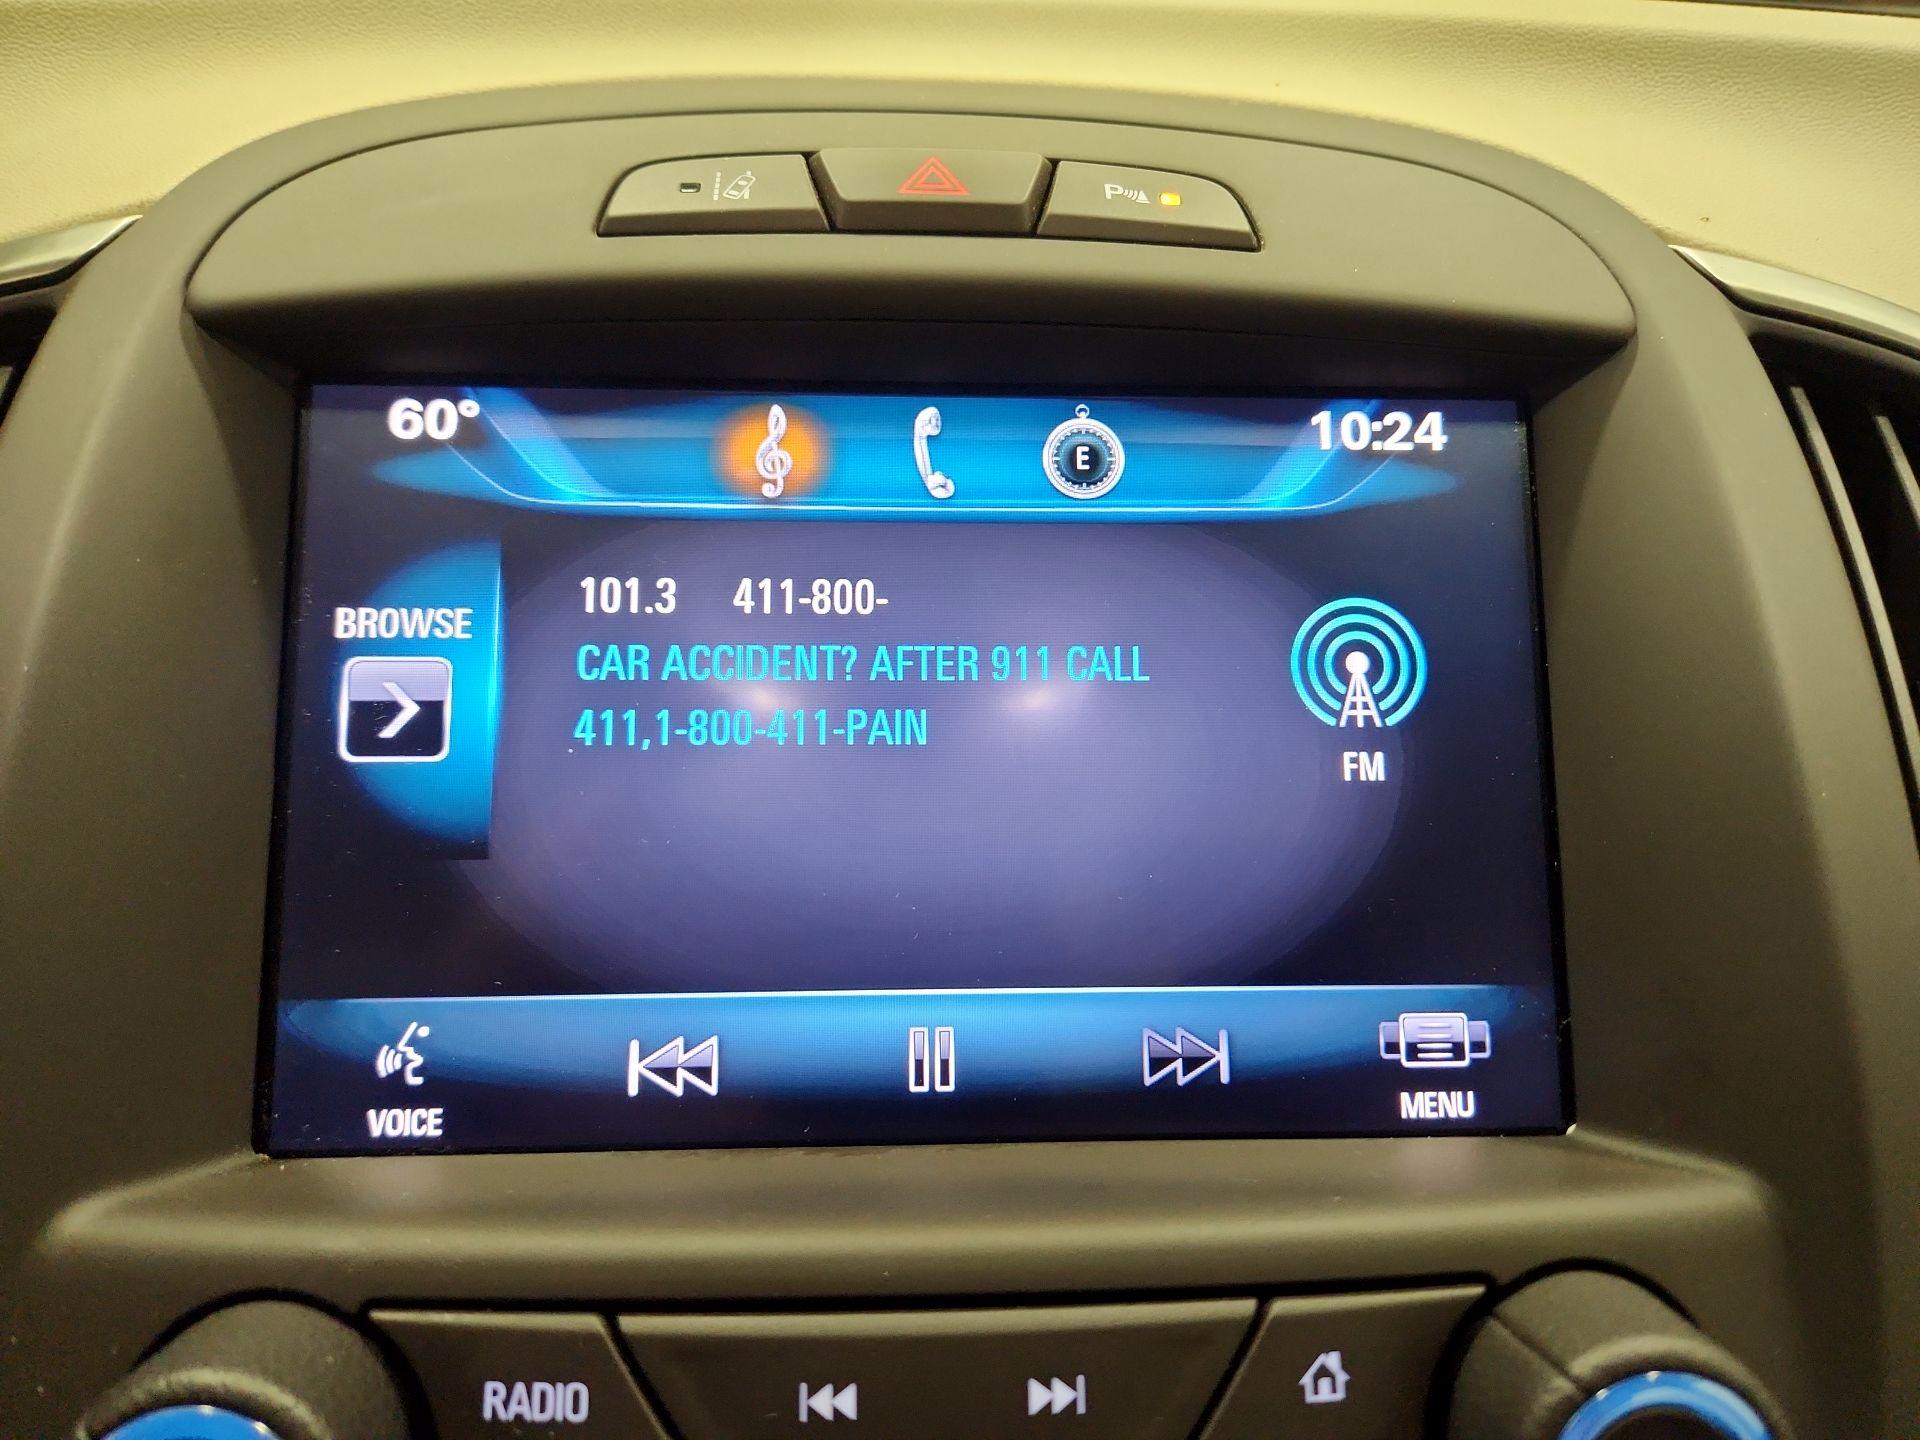 P
60° 10:24
E
101.3 411-800-
BROWSE
CAR ACCIDENT? AFTER 911 CALL
411,1-800-411-PAIN
FM
VOICE
MENU
RADIO